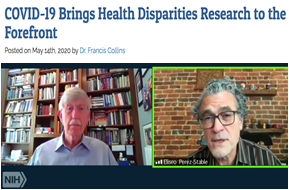 COVID-19 Brings Health Disparities Research to the
Forefront
Posted on May 14th, 2020 by Dr. Francis Collins
Eliseo Perez-Stable
NIH